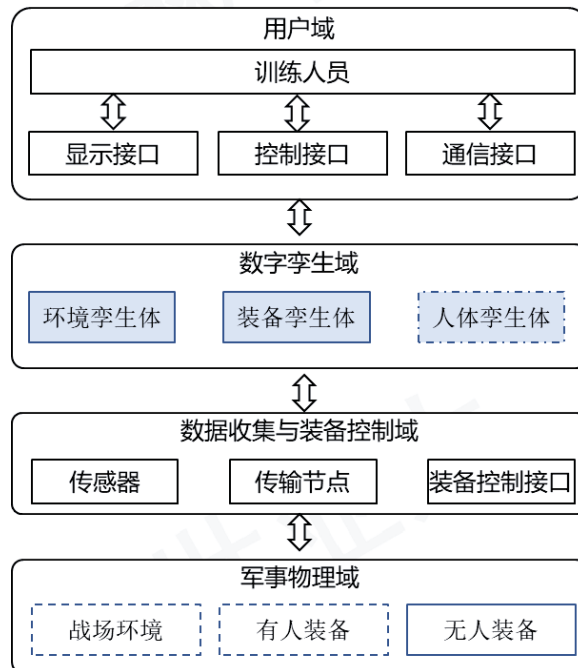 用户域
训练人员
显示接口 控制接口 通信接口
数字孪生域
环境孪生体 装备孪生体 人体孪生体
数据收集与装备控制域
传感器 传输节点 装备控制接口
军事物理域
战场环境 有人装备 无人装备